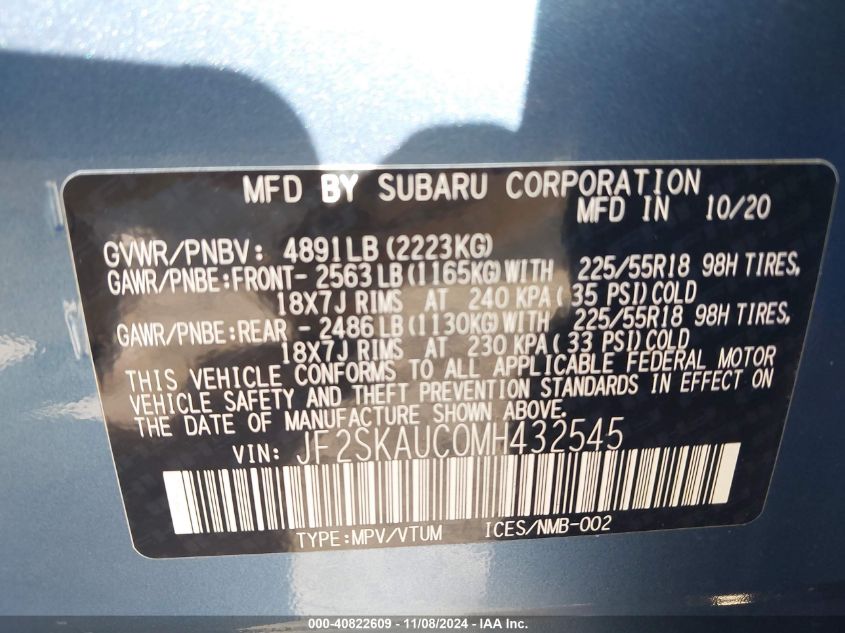 MFD BY SUBARU CORPORATION
MFD IN 10/20
GVWR/PNBV: 4891LB (2223KG)
GAWR/PNBE:FRONT- 2563LB(1165KG)WITH 225/55R18 98H TIRES,
18X7J RIMS AT 240 KPA(35 PSI)COLD
GAWR/PNBE:REAR - 2486LB(1130KG)WITH 225/55R18 98H TIRES,
18X7J RIMS AT 230 KPA(33 PSI)COLD
THIS VEHICLE CONFORMS TO ALL APPLICABLE FEDERAL MOTOR
VEHICLE SAFETY AND THEFT PREVENTION STANDARDS IN EFFECT ON
THE DATE OF MANUFACTURE SHOWN ABOVE.
VIN: JF2SKAUC0MH432545
TYPE:MPV/VTUM ICES/NMB-002
000-40822609 - 11/08/2024 - IAA Inc.